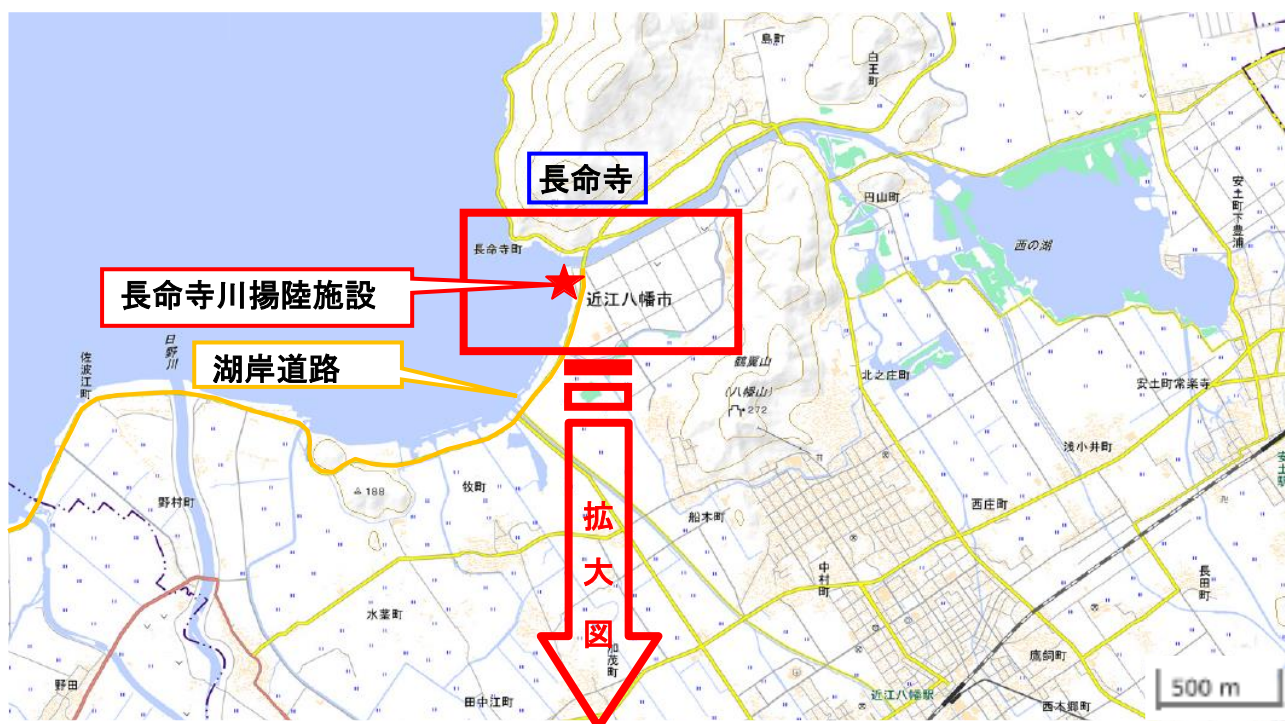 島町
白王町
長命寺
円山町
安土町下豊浦
西の湖
長命寺町
長命寺川揚陸施設
近江八幡市
日野川
佐波江町
湖岸道路
鶴翼山
(八幡山)
272
北之庄町
安土町常楽寺
浅小井町
安土駅
188
牧町
野村町
船木町
西庄町
拡
大
図
中村町
長田町
水茎町
加茂町
鷹飼町
野田
田中江町
近江八幡駅
西本郷町
500 m